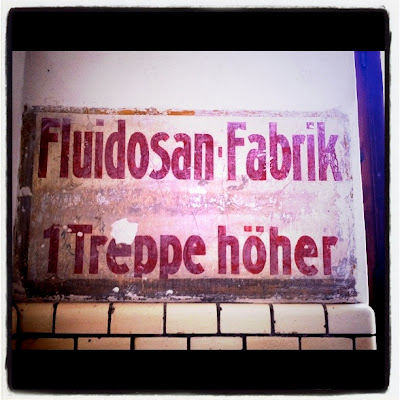 Fluidosan-Fabrik
1 Treppe höher